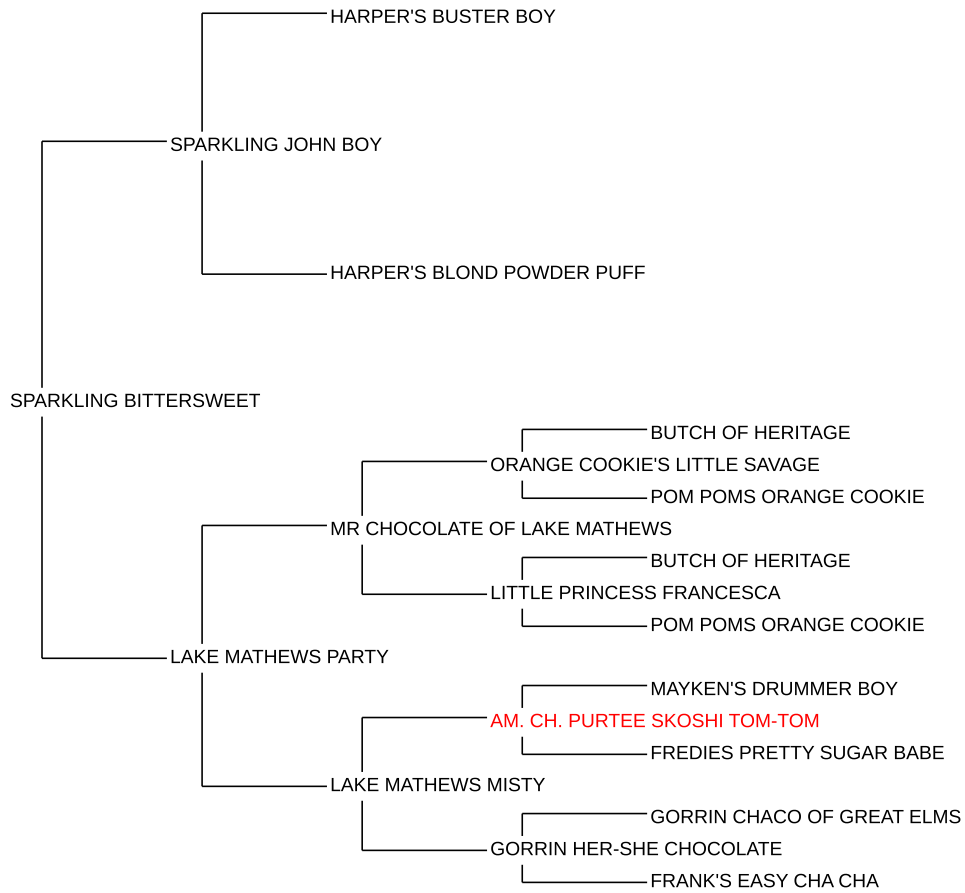 HARPER'S BUSTER BOY
SPARKLING JOHN BOY
HARPER'S BLOND POWDER PUFF
SPARKLING BITTERSWEET
BUTCH OF HERITAGE
ORANGE COOKIE'S LITTLE SAVAGE
POM POMS ORANGE COOKIE
MR CHOCOLATE OF LAKE MATHEWS
BUTCH OF HERITAGE
LITTLE PRINCESS FRANCESCA
POM POMS ORANGE COOKIE
LAKE MATHEWS PARTY
MAYKEN'S DRUMMER BOY
AM. CH. PURTEE SKOSHI TOM-TOM
FREDIES PRETTY SUGAR BABE
LAKE MATHEWS MISTY
GORRIN CHACO OF GREAT ELMS
GORRIN HER-SHE CHOCOLATE
FRANK'S EASY CHA CHA